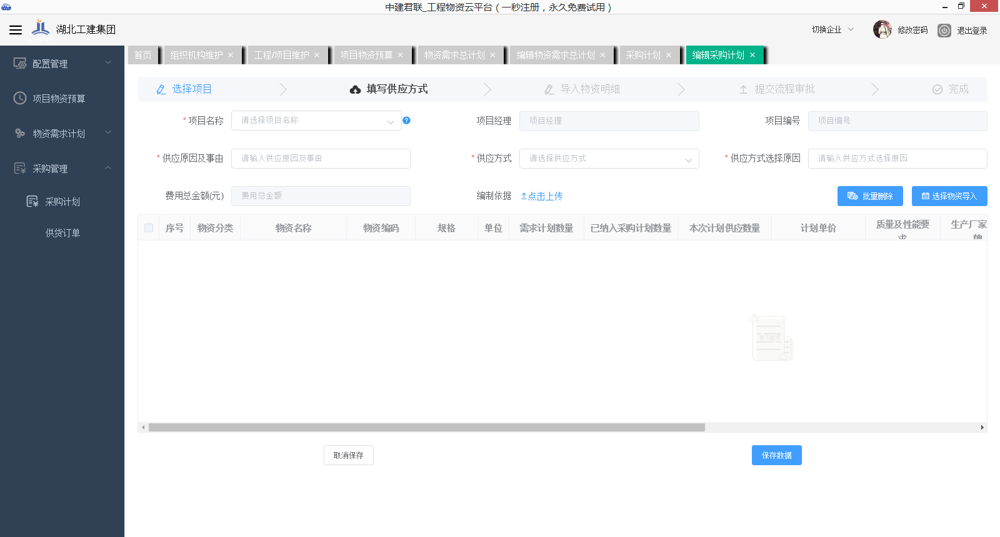 中建君联_工程物资云平台（一秒注册，永久免费试用）
湖北工建集团
切换企业
修改密码
退出登录
首页
组织机构维护
工程/项目维护
项目物资预算
物资需求总计划
编辑物资需求总计划
采购计划
编辑采购计划
配置管理
项目物资预算
物资需求计划
采购管理
采购计划
供货订单
选择项目
填写供应方式
导入物资明细
提交流程审批
完成
* 项目名称 请选择项目名称
项目经理 项目经理
项目编号 项目编号
* 供应原因及事由 请输入供应原因及事由
* 供应方式 请选择供应方式
* 供应方式选择原因 请输入供应方式选择原因
费用总金额(元) 费用总金额
编制依据 点击上传
批量删除
选择物资导入
序号 物资分类 物资名称 物资编码 规格 单位 需求计划数量 已纳入采购计划数量 本次计划供应数量 计划单价 质量及性能要求 生产厂家 牌
暂无数据
取消保存
保存数据